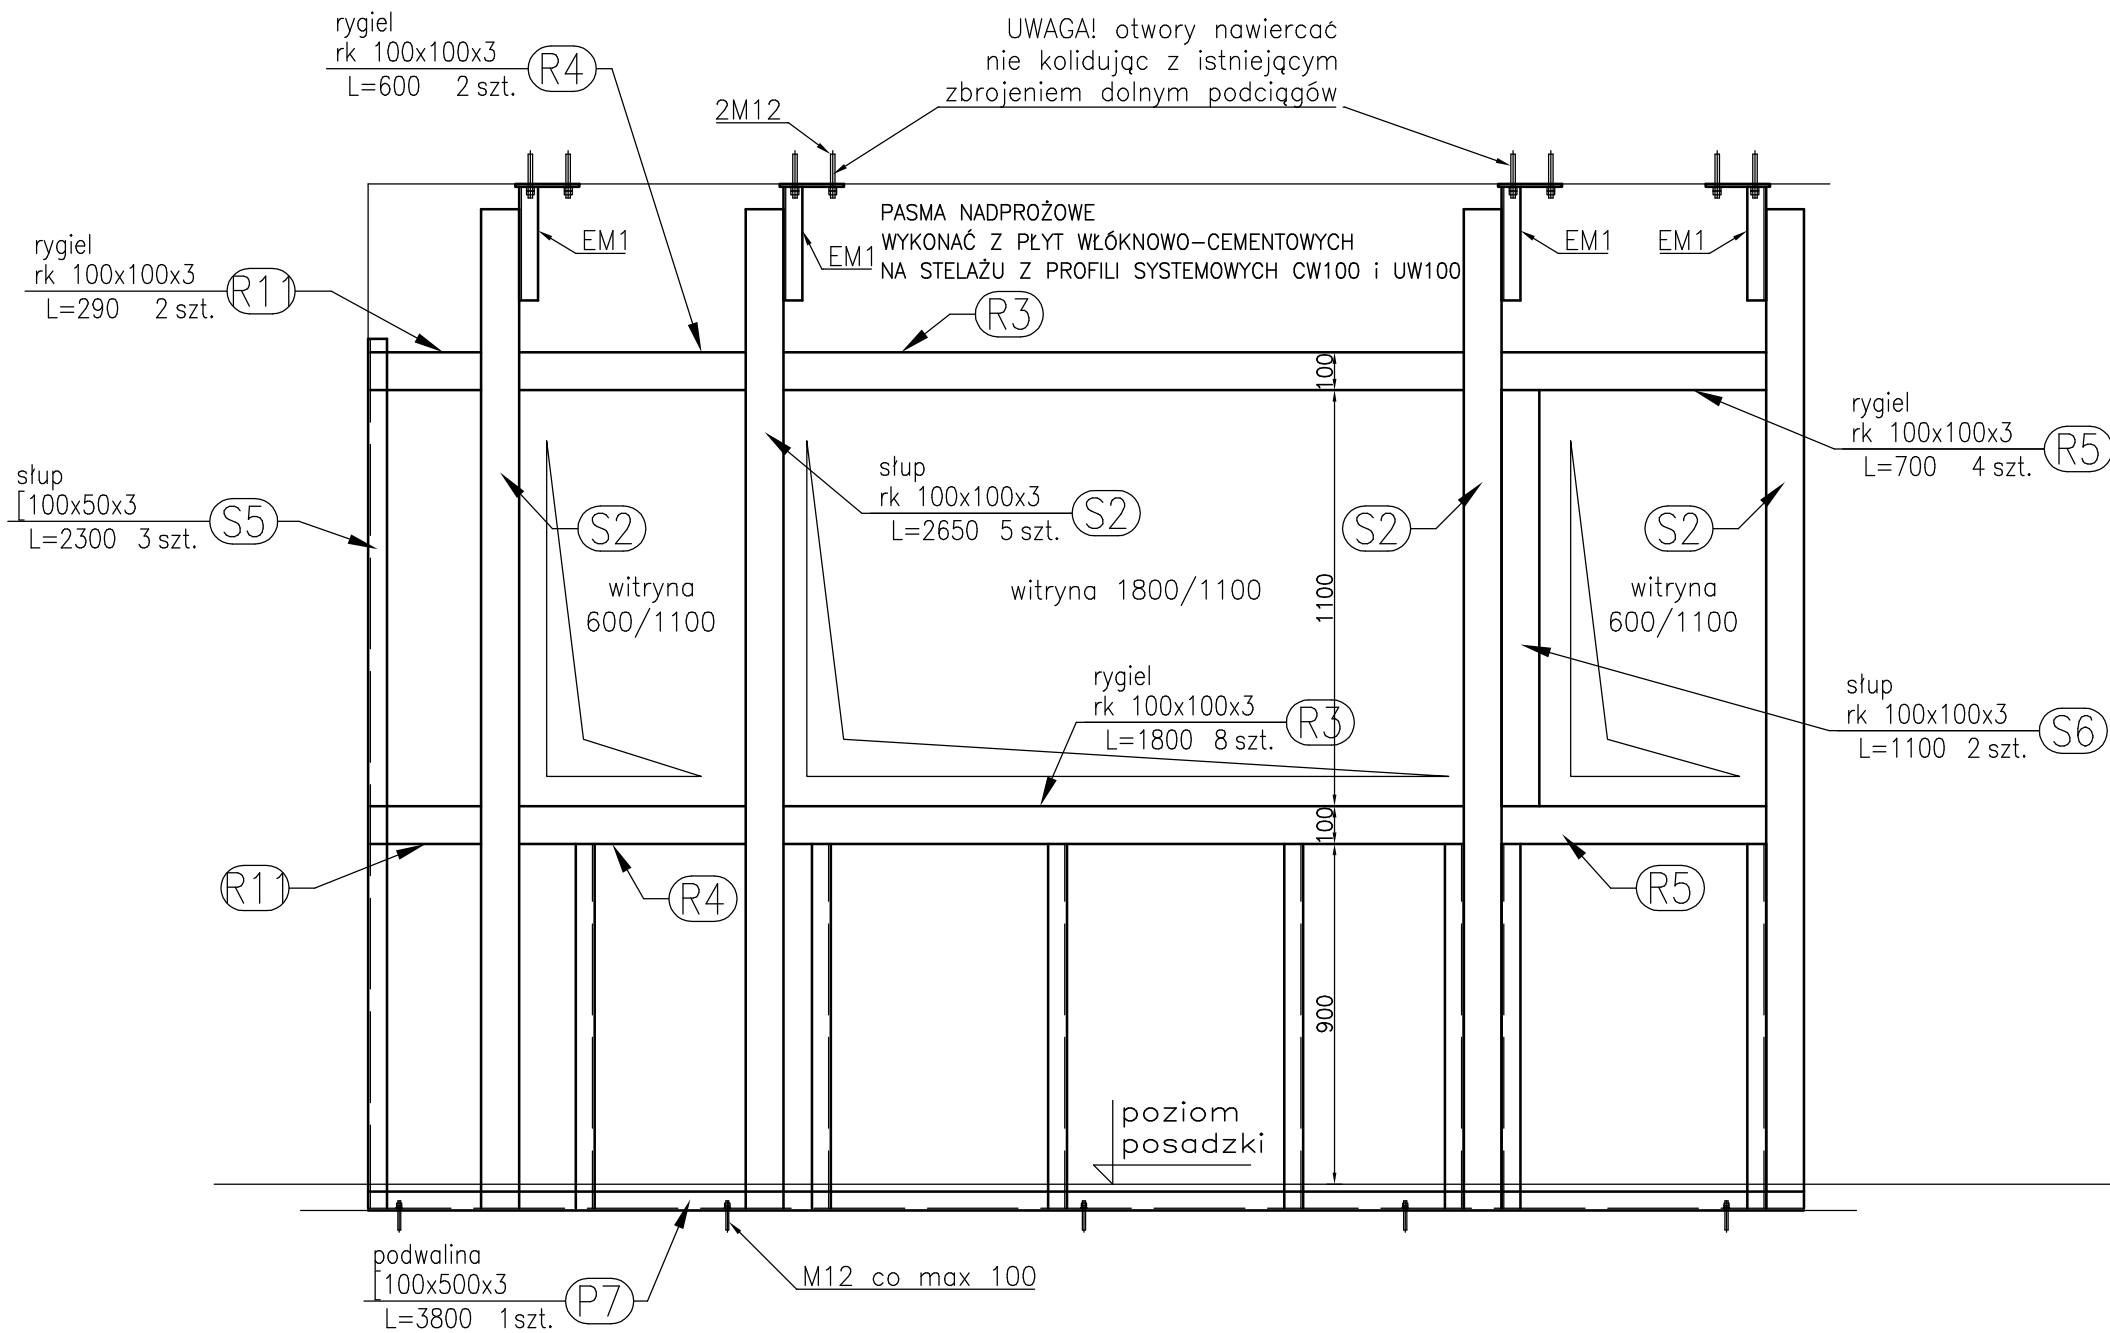 rygiel
rk 100x100x3
L=600 2 szt.
R4
UWAGA! otwory nawiercać
nie kolidując z istniejącym
zbrojeniem dolnym podciągów
2M12
EM1
EM1
PASMA NADPROŻOWE
WYKONAĆ Z PŁYT WŁÓKNOWO-CEMENTOWYCH
NA STELAŻU Z PROFILI SYSTEMOWYCH CW100 i UW100
EM1
EM1
rygiel
rk 100x100x3
L=290 2 szt.
R11
R3
100
rygiel
rk 100x100x3
L=700 4 szt.
R5
słup
[100x50x3
L=2300 3 szt.
S5
S2
słup
rk 100x100x3
L=2650 5 szt.
S2
S2
S2
witryna
600/1100
witryna 1800/1100
1100
witryna
600/1100
rygiel
rk 100x100x3
L=1800 8 szt.
R3
słup
rk 100x100x3
L=1100 2 szt.
S6
100
R11
R4
R5
900
poziom
posadzki
podwalina
[100x500x3
L=3800 1szt.
P7
M12 co max 100